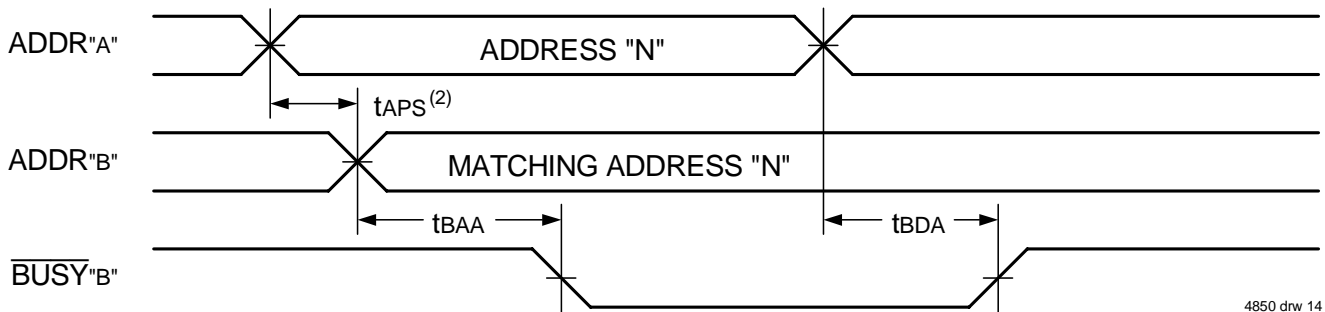 ADDR"A"
ADDRESS "N"
tAPS(2)
ADDR"B"
MATCHING ADDRESS "N"
tBAA
tBDA
BUSY"B"
4850 drw 14